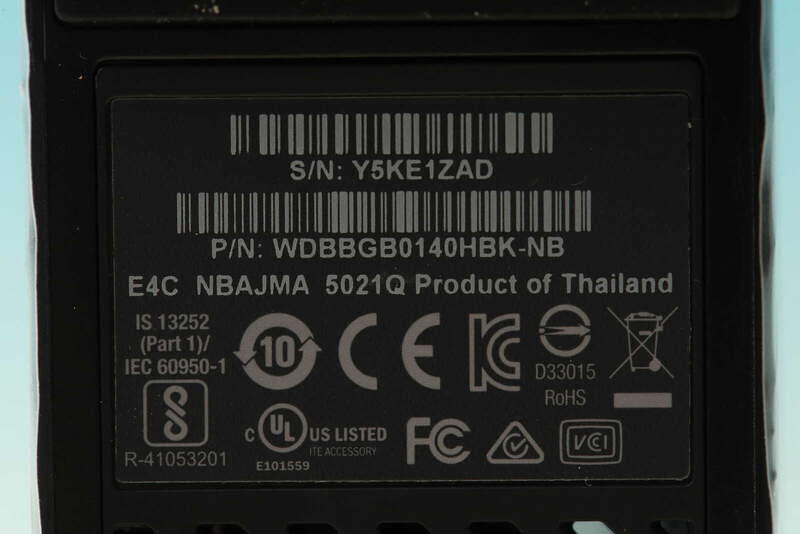 S/N: Y5KE1ZAD
P/N: WDBBGB0140HBK-NB
E4C NBAJMA 5021Q Product of Thailand
IS 13252
(Part 1)/
IEC 60950-1
R-41053201
10
CE
KC
D33015
RoHS
C UL US LISTED
ITE ACCESSORY
E101559
FC
VCI